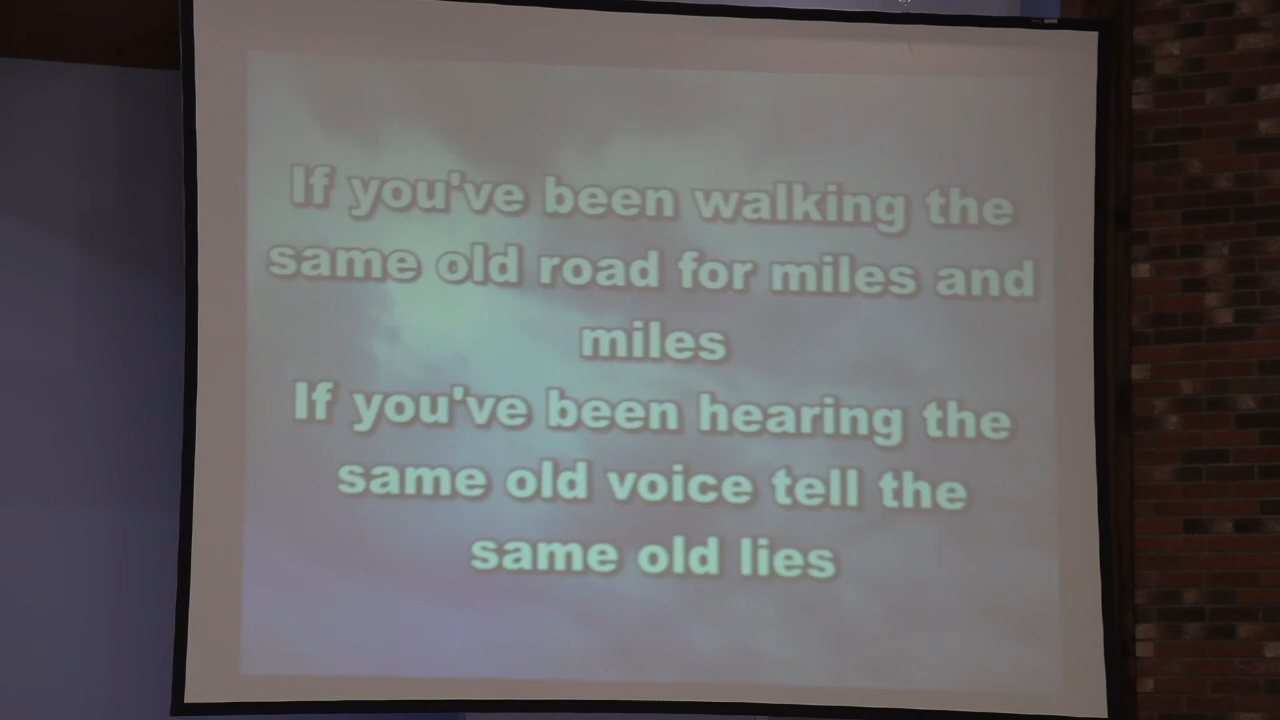 If you've been walking the
same old road for miles and
miles
If you've been hearing the
same old voice tell the
same old lies